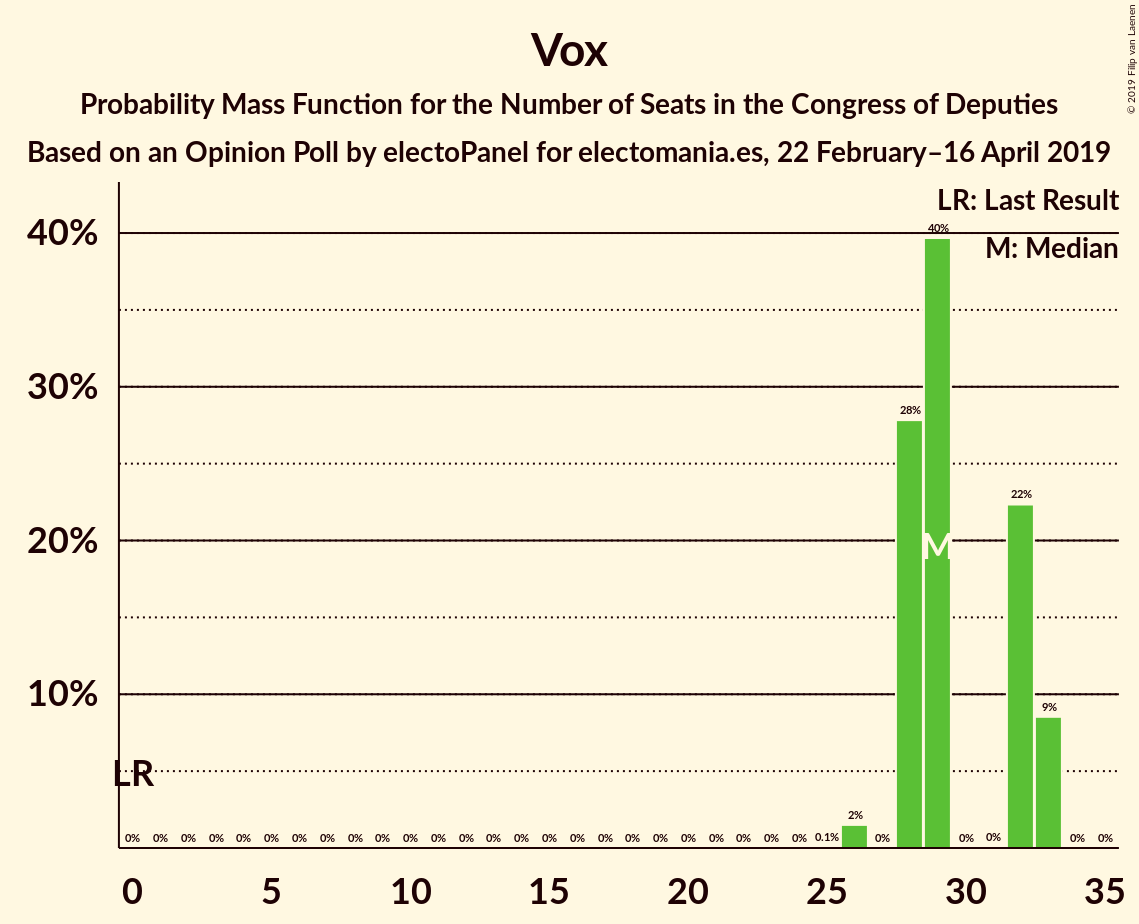 Vox
Probability Mass Function for the Number of Seats in the Congress of Deputies
Based on an Opinion Poll by electoPanel for electomania.es, 22 February–16 April 2019
© 2019 Filip van Laenen
LR: Last Result
M: Median
40%
30%
20%
10%
40%
28%
22%
M
9%
LR
2%
0% 0% 0% 0% 0% 0% 0% 0% 0% 0% 0% 0% 0% 0% 0% 0% 0% 0% 0% 0% 0% 0% 0% 0% 0% 0.1% 0% 0% 0% 0% 0%
0 5 10 15 20 25 30 35